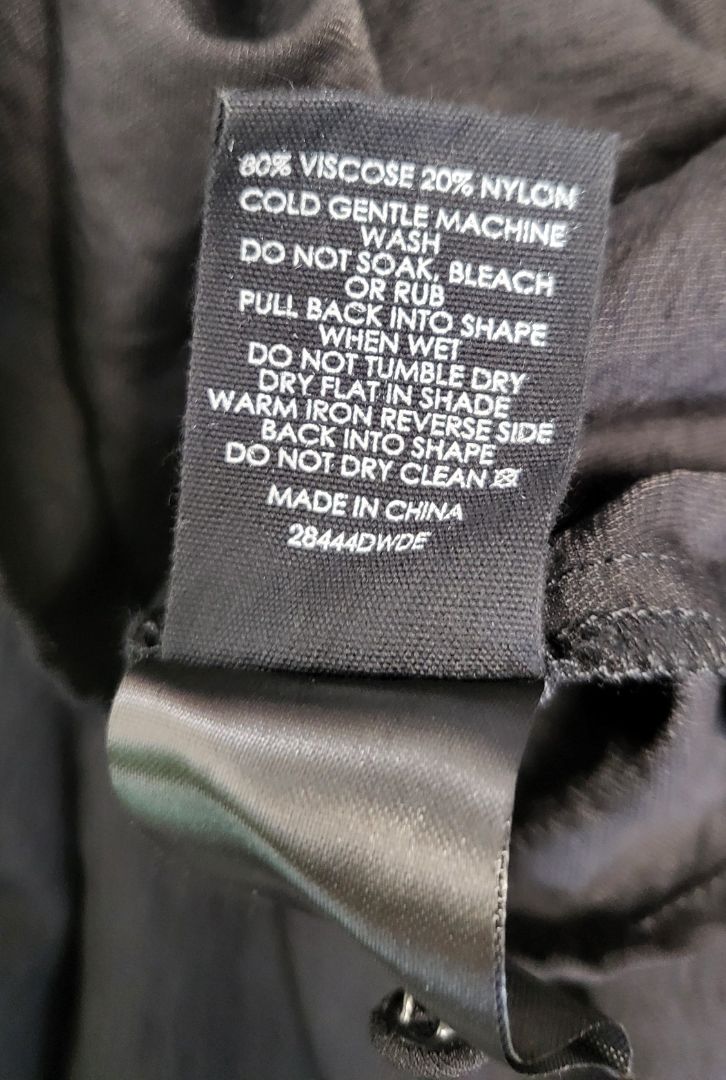 80% VISCOSE 20% NYLON
COLD GENTLE MACHINE
WASH
DO NOT SOAK, BLEACH
OR RUB
PULL BACK INTO SHAPE
WHEN WET
DO NOT TUMBLE DRY
DRY FLAT IN SHADE
WARM IRON REVERSE SIDE
BACK INTO SHAPE
DO NOT DRY CLEAN
MADE IN CHINA
28444DWDE